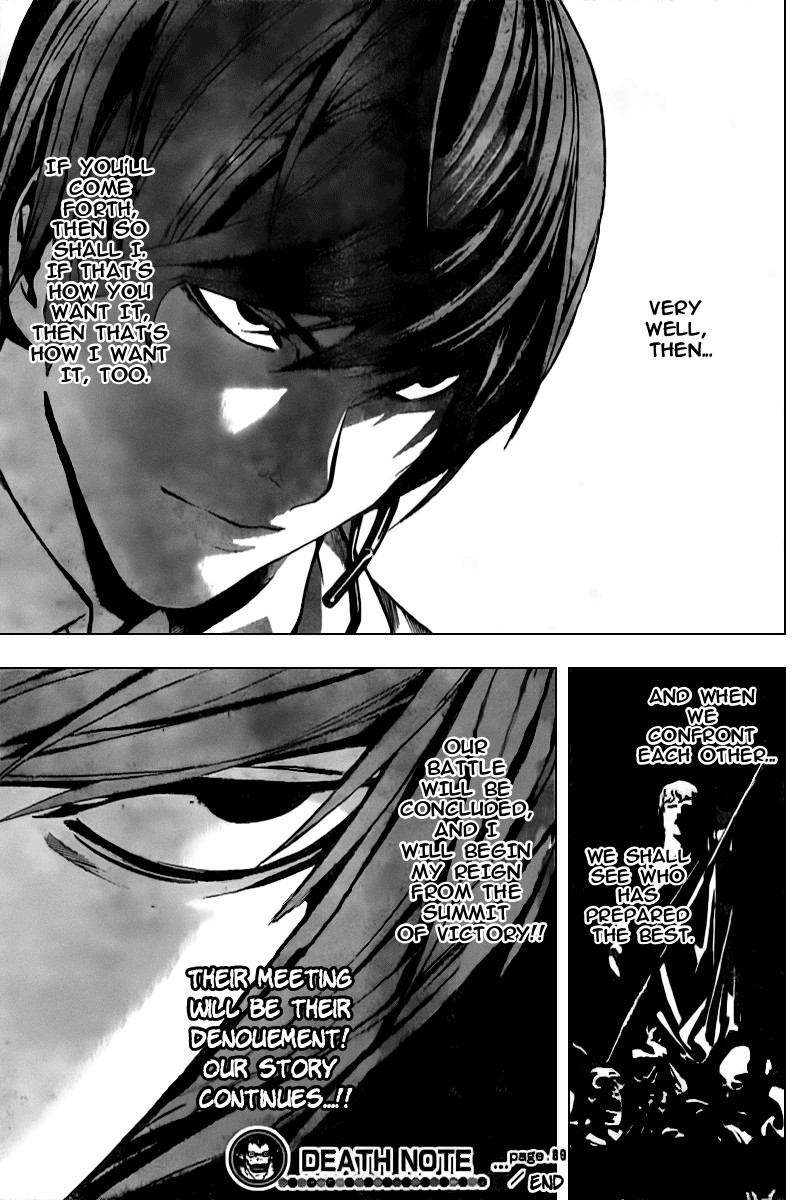 VERY
WELL,
THEN...
IF YOU'LL
COME
FORTH,
THEN SO
SHALL I.
IF THAT'S
HOW YOU
WANT IT,
THEN THAT'S
HOW I WANT
IT, TOO.
AND WHEN
WE
CONFRONT
EACH OTHER...
WE SHALL
SEE WHO
HAS
PREPARED
THE BEST.
OUR
BATTLE
WILL BE
CONCLUDED,
AND I
WILL BEGIN
MY REIGN
FROM THE
SUMMIT
OF VICTORY!!
THEIR MEETING
WILL BE THEIR
DENOUEMENT!
OUR STORY
CONTINUES...!!
DEATH NOTE
...page.
/ END